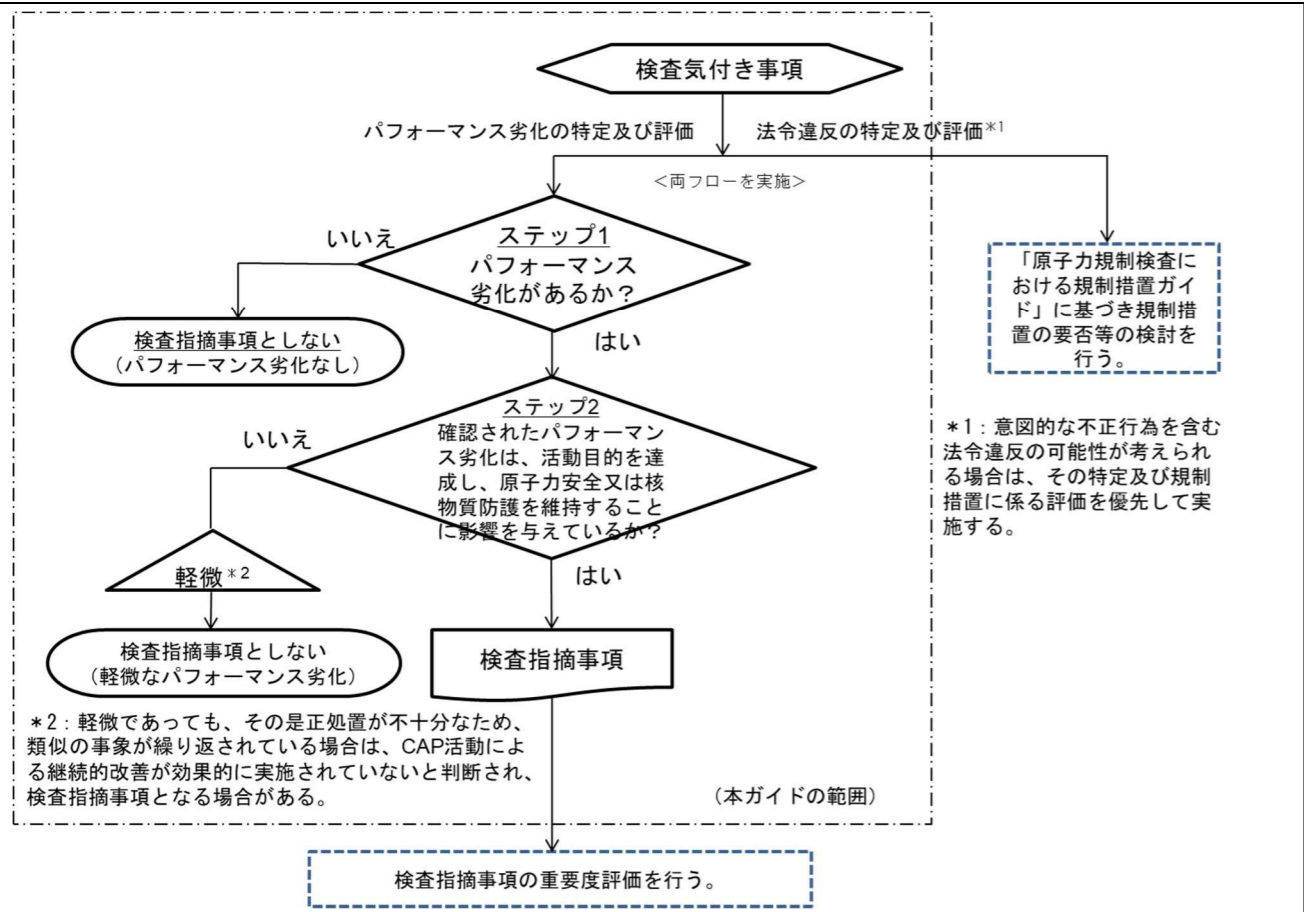 検査気付き事項
パフォーマンス劣化の特定及び評価
法令違反の特定及び評価*1
<両フローを実施>
いいえ
ステップ1
パフォーマンス
劣化があるか?
はい
検査指摘事項としない
(パフォーマンス劣化なし)
「原子力規制検査に
おける規制措置ガイ
ド」に基づき規制措
置の要否等の検討を
行う。
いいえ
ステップ2
確認されたパフォーマン
ス劣化は、活動目的を達
成し、原子力安全又は核
物質防護を維持すること
に影響を与えているか?
はい
*1:意図的な不正行為を含む
法令違反の可能性が考えられ
る場合は、その特定及び規制
措置に係る評価を優先して実
施する。
軽微*2
検査指摘事項としない
(軽微なパフォーマンス劣化)
検査指摘事項
*2:軽微であっても、その是正処置が不十分なため、
類似の事象が繰り返されている場合は、CAP活動によ
る継続的改善が効果的に実施されていないと判断され、
検査指摘事項となる場合がある。
(本ガイドの範囲)
検査指摘事項の重要度評価を行う。